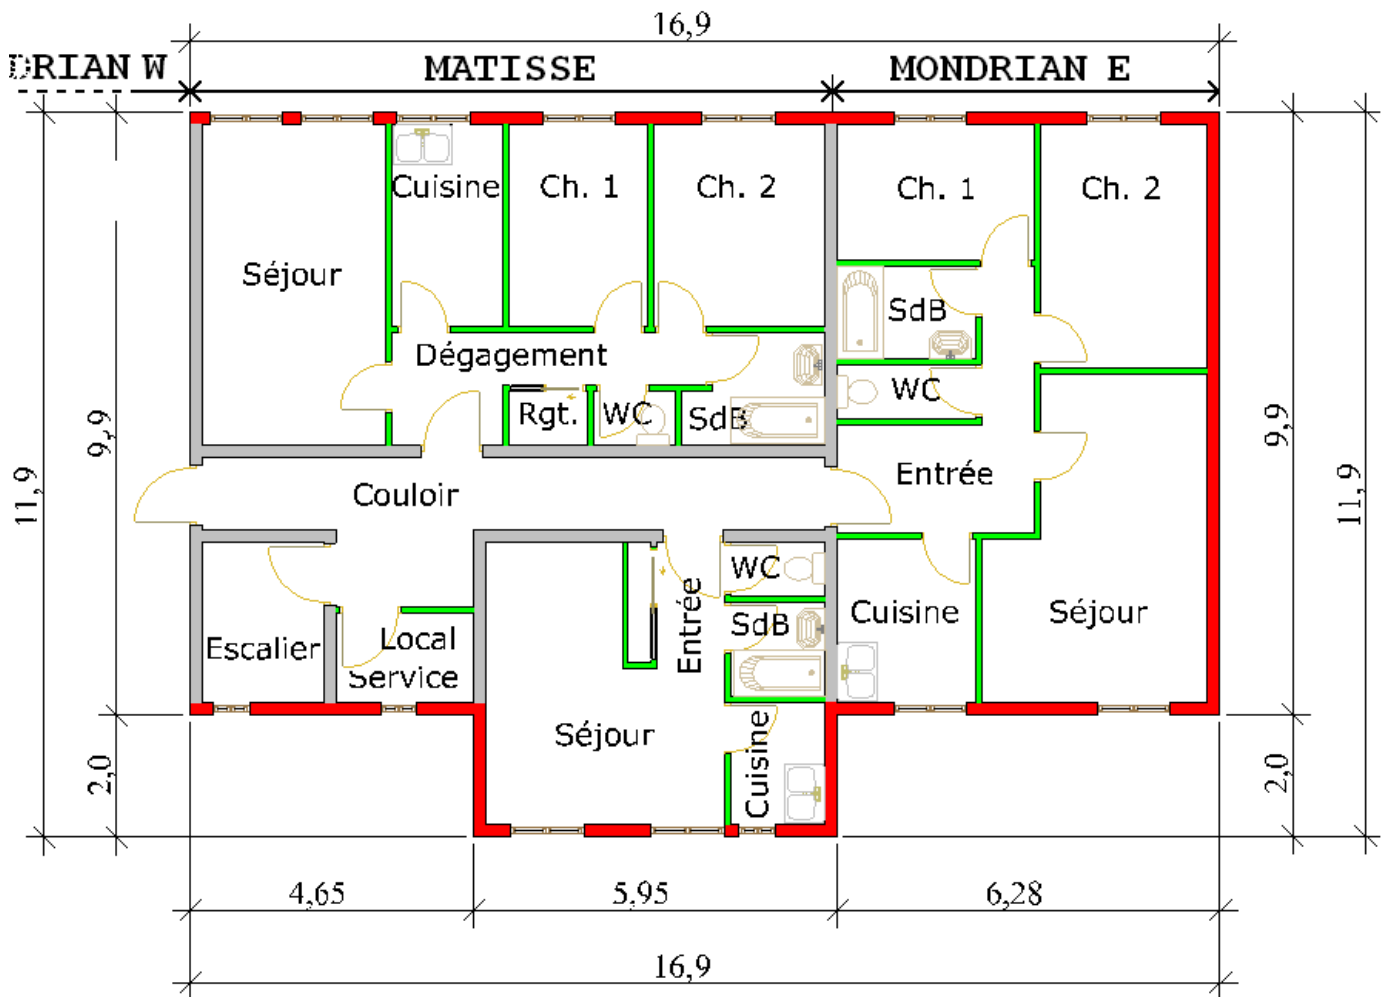 16,9
DRIAN W MATISSE MONDRIAN E
Cuisine Ch. 1 Ch. 2 Ch. 1 Ch. 2
Séjour
SdB
Dégagement
WC
Rgt. WC SdB
9,9 9,9
Entrée
11,9 Couloir 11,9
WC
Cuisine Séjour
Entrée
SdB
Escalier Local
Service
Séjour
Cuisine
2,0 2,0
4,65 5,95 6,28
16,9